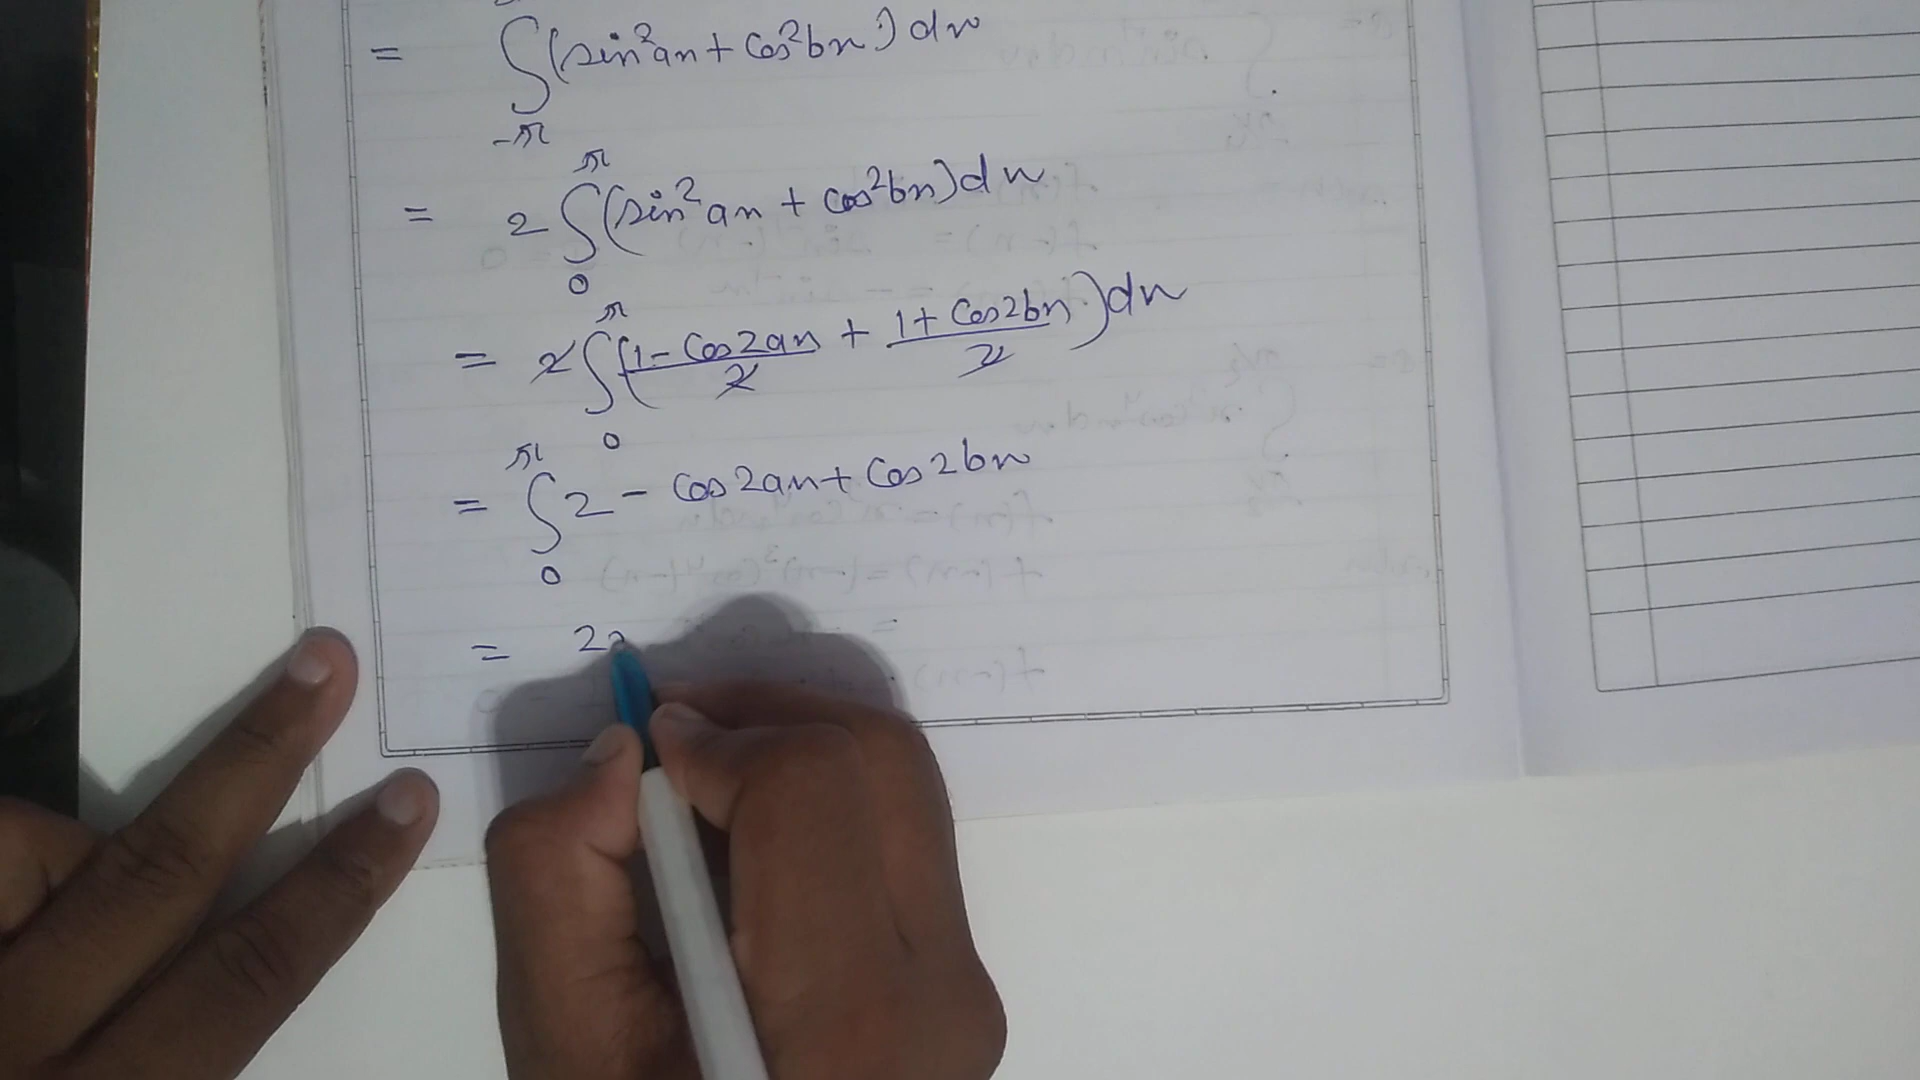 = ∫ (sin²ax + cos²bx) dx
-π
π
= 2 ∫ (sin²ax + cos²bx) dx
0
π
= 2 ∫ (1 - cos2ax / 2 + 1 + cos2bx / 2) dx
0
π
= ∫ 2 - cos2ax + cos2bx
0
= 2x